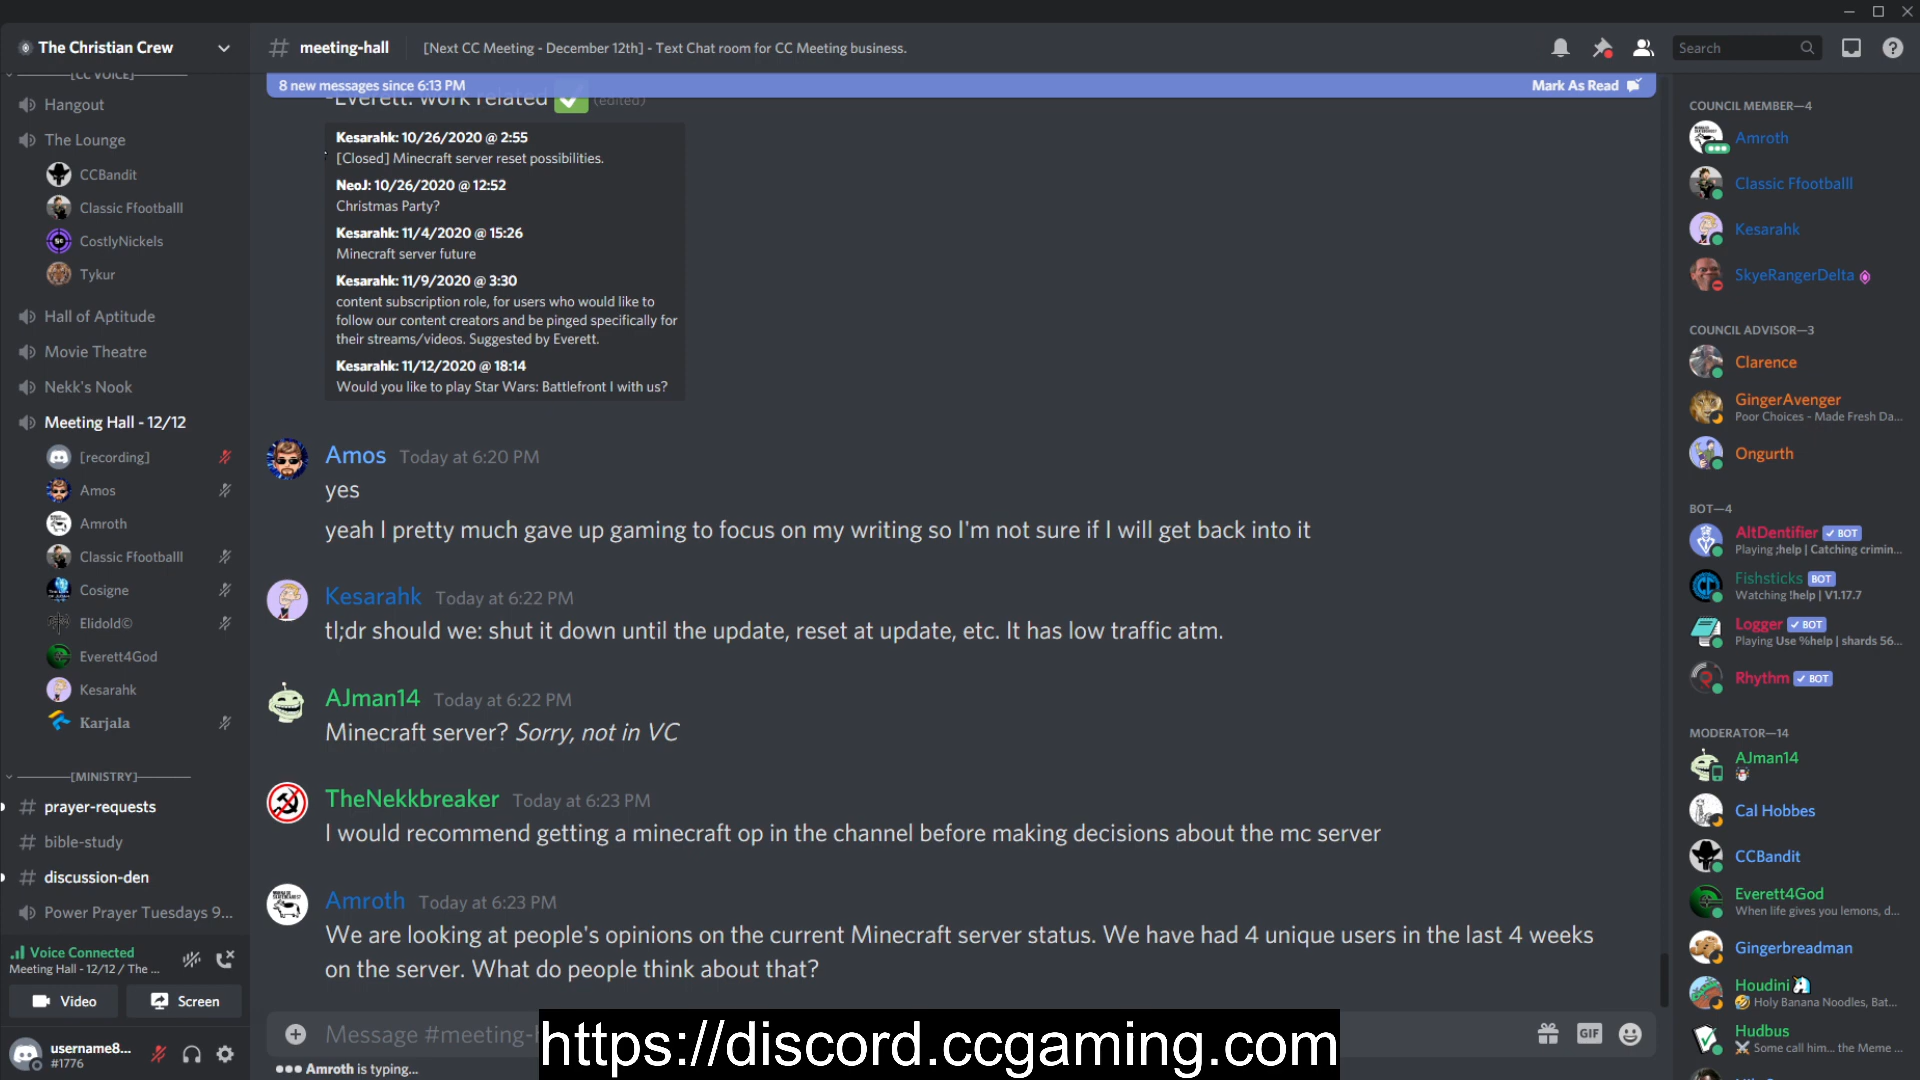 The Christian Crew
[CC VOICE]
Hangout
The Lounge
CCBandit
Classic Ffootballl
CostlyNickels
Tykur
Hall of Aptitude
Movie Theatre
Nekk's Nook
Meeting Hall - 12/12
[recording]
Amos
Amroth
Classic Ffootballl
Cosigne
Elidold©
Everett4God
Kesarahk
Karjala
[MINISTRY]
# prayer-requests
# bible-study
# discussion-den
Power Prayer Tuesdays 9...
Voice Connected
Meeting Hall - 12/12 / The ...
Video
Screen
username8...
#1776
# meeting-hall
[Next CC Meeting - December 12th] - Text Chat room for CC Meeting business.
Search
8 new messages since 6:13 PM
Mark As Read
-Everett: work related ✅ (edited)
Kesarahk: 10/26/2020 @ 2:55
[Closed] Minecraft server reset possibilities.
NeoJ: 10/26/2020 @ 12:52
Christmas Party?
Kesarahk: 11/4/2020 @ 15:26
Minecraft server future
Kesarahk: 11/9/2020 @ 3:30
content subscription role, for users who would like to
follow our content creators and be pinged specifically for
their streams/videos. Suggested by Everett.
Kesarahk: 11/12/2020 @ 18:14
Would you like to play Star Wars: Battlefront I with us?
Amos Today at 6:20 PM
yes
yeah I pretty much gave up gaming to focus on my writing so I'm not sure if I will get back into it
Kesarahk Today at 6:22 PM
tl;dr should we: shut it down until the update, reset at update, etc. It has low traffic atm.
AJman14 Today at 6:22 PM
Minecraft server? Sorry, not in VC
TheNekkbreaker Today at 6:23 PM
I would recommend getting a minecraft op in the channel before making decisions about the mc server
Amroth Today at 6:23 PM
We are looking at people's opinions on the current Minecraft server status. We have had 4 unique users in the last 4 weeks
on the server. What do people think about that?
Message #meeting-
https://discord.ccgaming.com
GIF
Amroth is typing...
COUNCIL MEMBER—4
Amroth
Classic Ffootballl
Kesarahk
SkyeRangerDelta
COUNCIL ADVISOR—3
Clarence
GingerAvenger
Poor Choices - Made Fresh Da...
Ongurth
BOT—4
AltDentifier BOT
Playing ;help | Catching crimin...
Fishsticks BOT
Watching !help | V1.17.7
Logger BOT
Playing Use %help | shards 56...
Rhythm BOT
MODERATOR—14
AJman14
Cal Hobbes
CCBandit
Everett4God
When life gives you lemons, d...
Gingerbreadman
Houdini
Holy Banana Noodles, Bat...
Hudbus
Some call him... the Meme ...